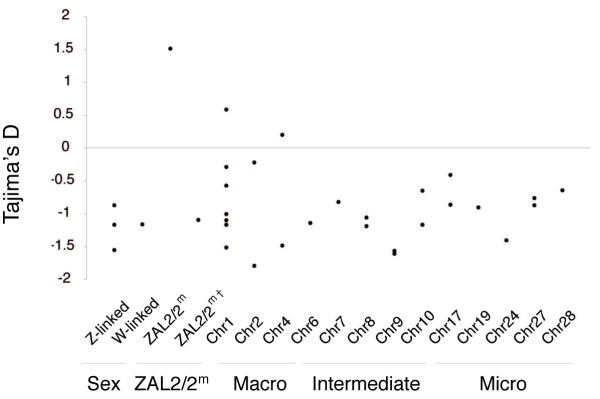 Tajima's D
2
1.5
1
0.5
0
-0.5
-1
-1.5
-2
Z-linked
W-linked
ZAL2/2ᵐ
ZAL2/2ᵐ†
Chr1
Chr2
Chr4
Chr6
Chr7
Chr8
Chr9
Chr10
Chr17
Chr19
Chr24
Chr27
Chr28
Sex ZAL2/2ᵐ Macro Intermediate Micro